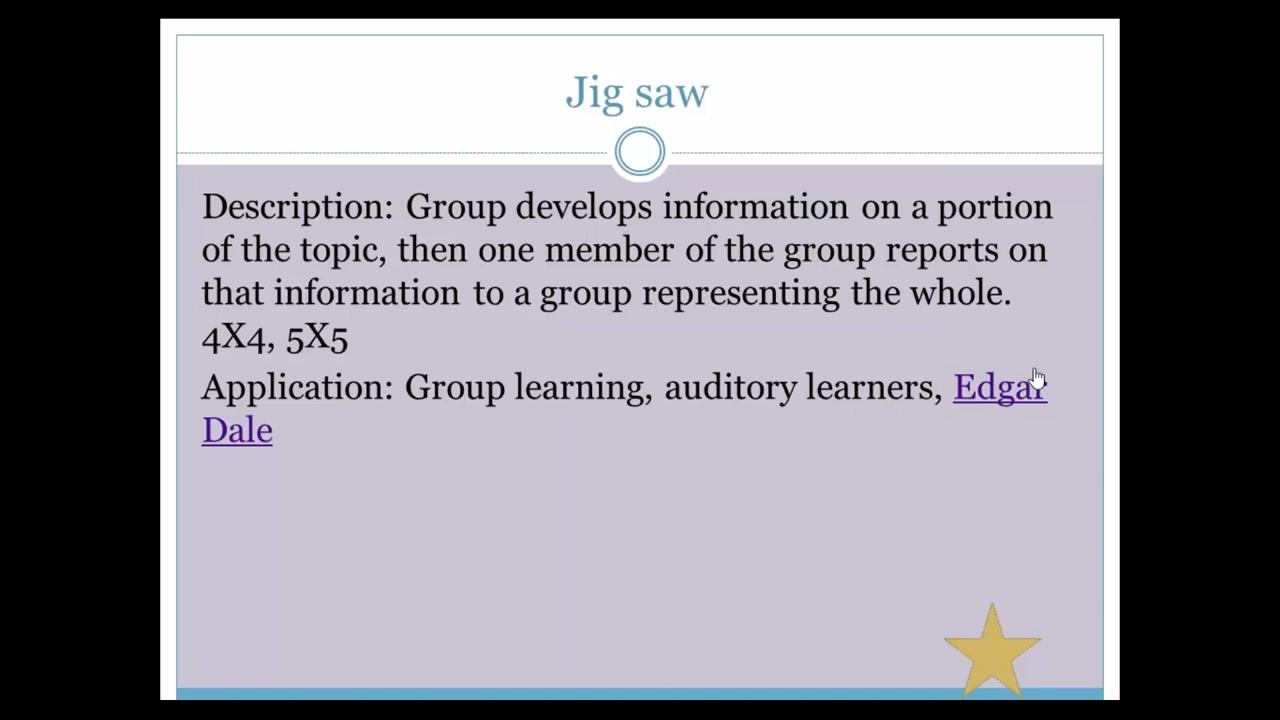 Jig saw
Description: Group develops information on a portion
of the topic, then one member of the group reports on
that information to a group representing the whole.
4X4, 5X5
Application: Group learning, auditory learners, Edgar
Dale